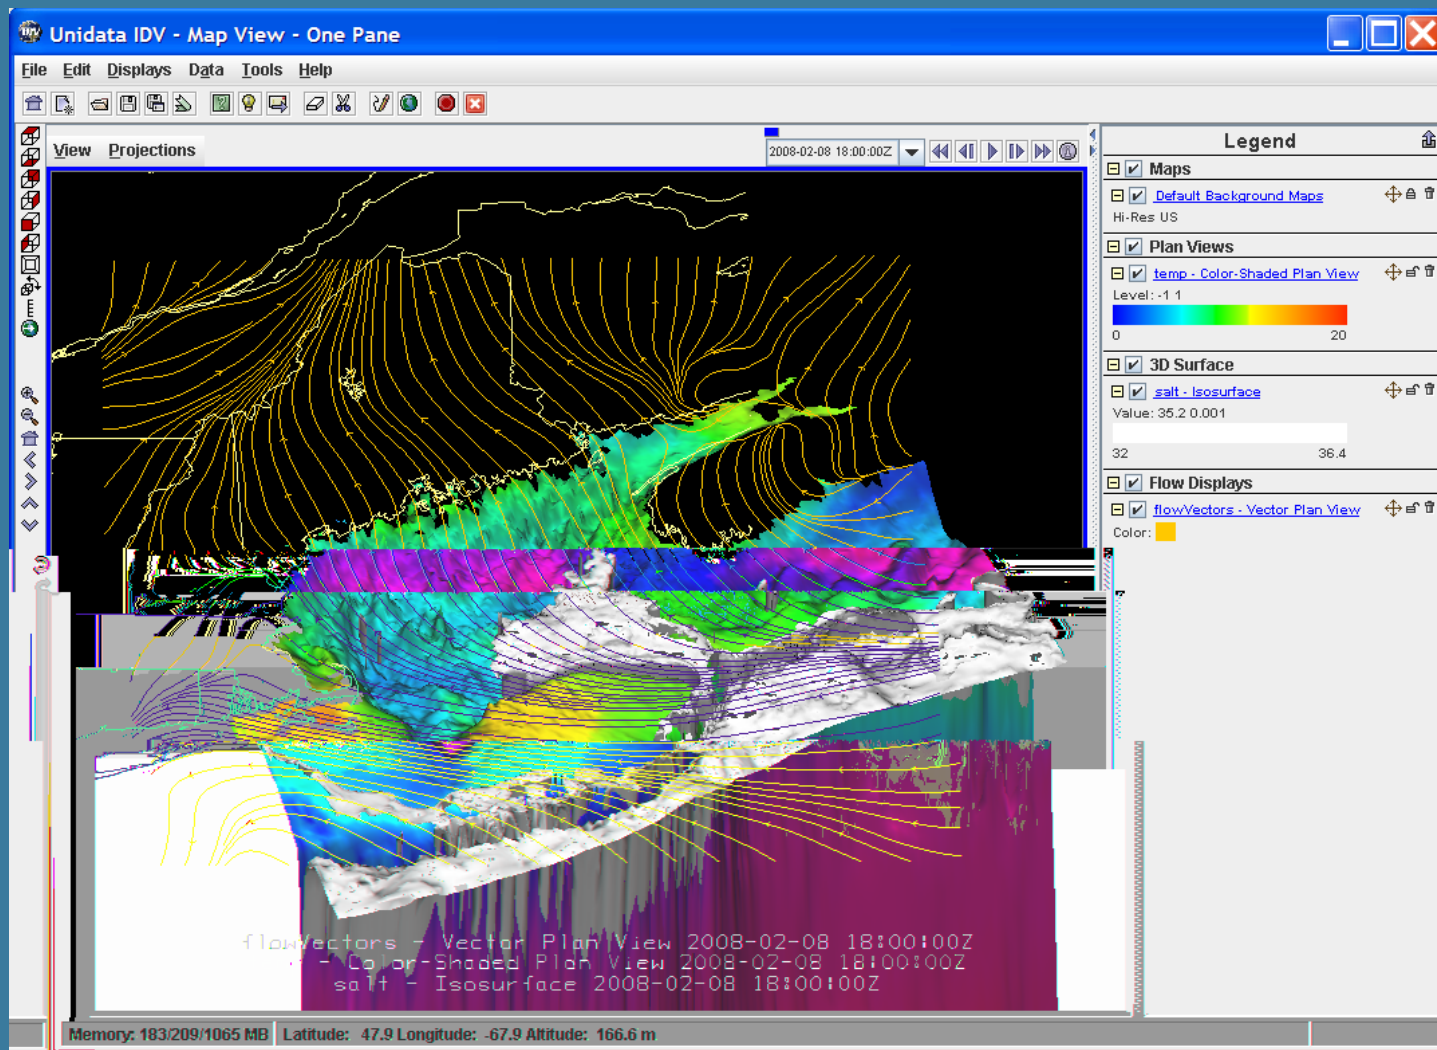 Unidata IDV - Map View - One Pane
File Edit Displays Data Tools Help
View Projections
2008-02-08 18:00:00Z
Legend
Maps
Default Background Maps
Hi-Res US
Plan Views
temp - Color-Shaded Plan View
Level: -1 1
0 20
3D Surface
salt - Isosurface
Value: 35.2 0.001
32 36.4
Flow Displays
flowVectors - Vector Plan View
Color:
flowVectors - Vector Plan View 2008-02-08 18:00:00Z
- Color-Shaded Plan View 2008-02-08 18:00:00Z
salt - Isosurface 2008-02-08 18:00:00Z
Memory: 183/209/1065 MB Latitude: 47.9 Longitude: -67.9 Altitude: 166.6 m